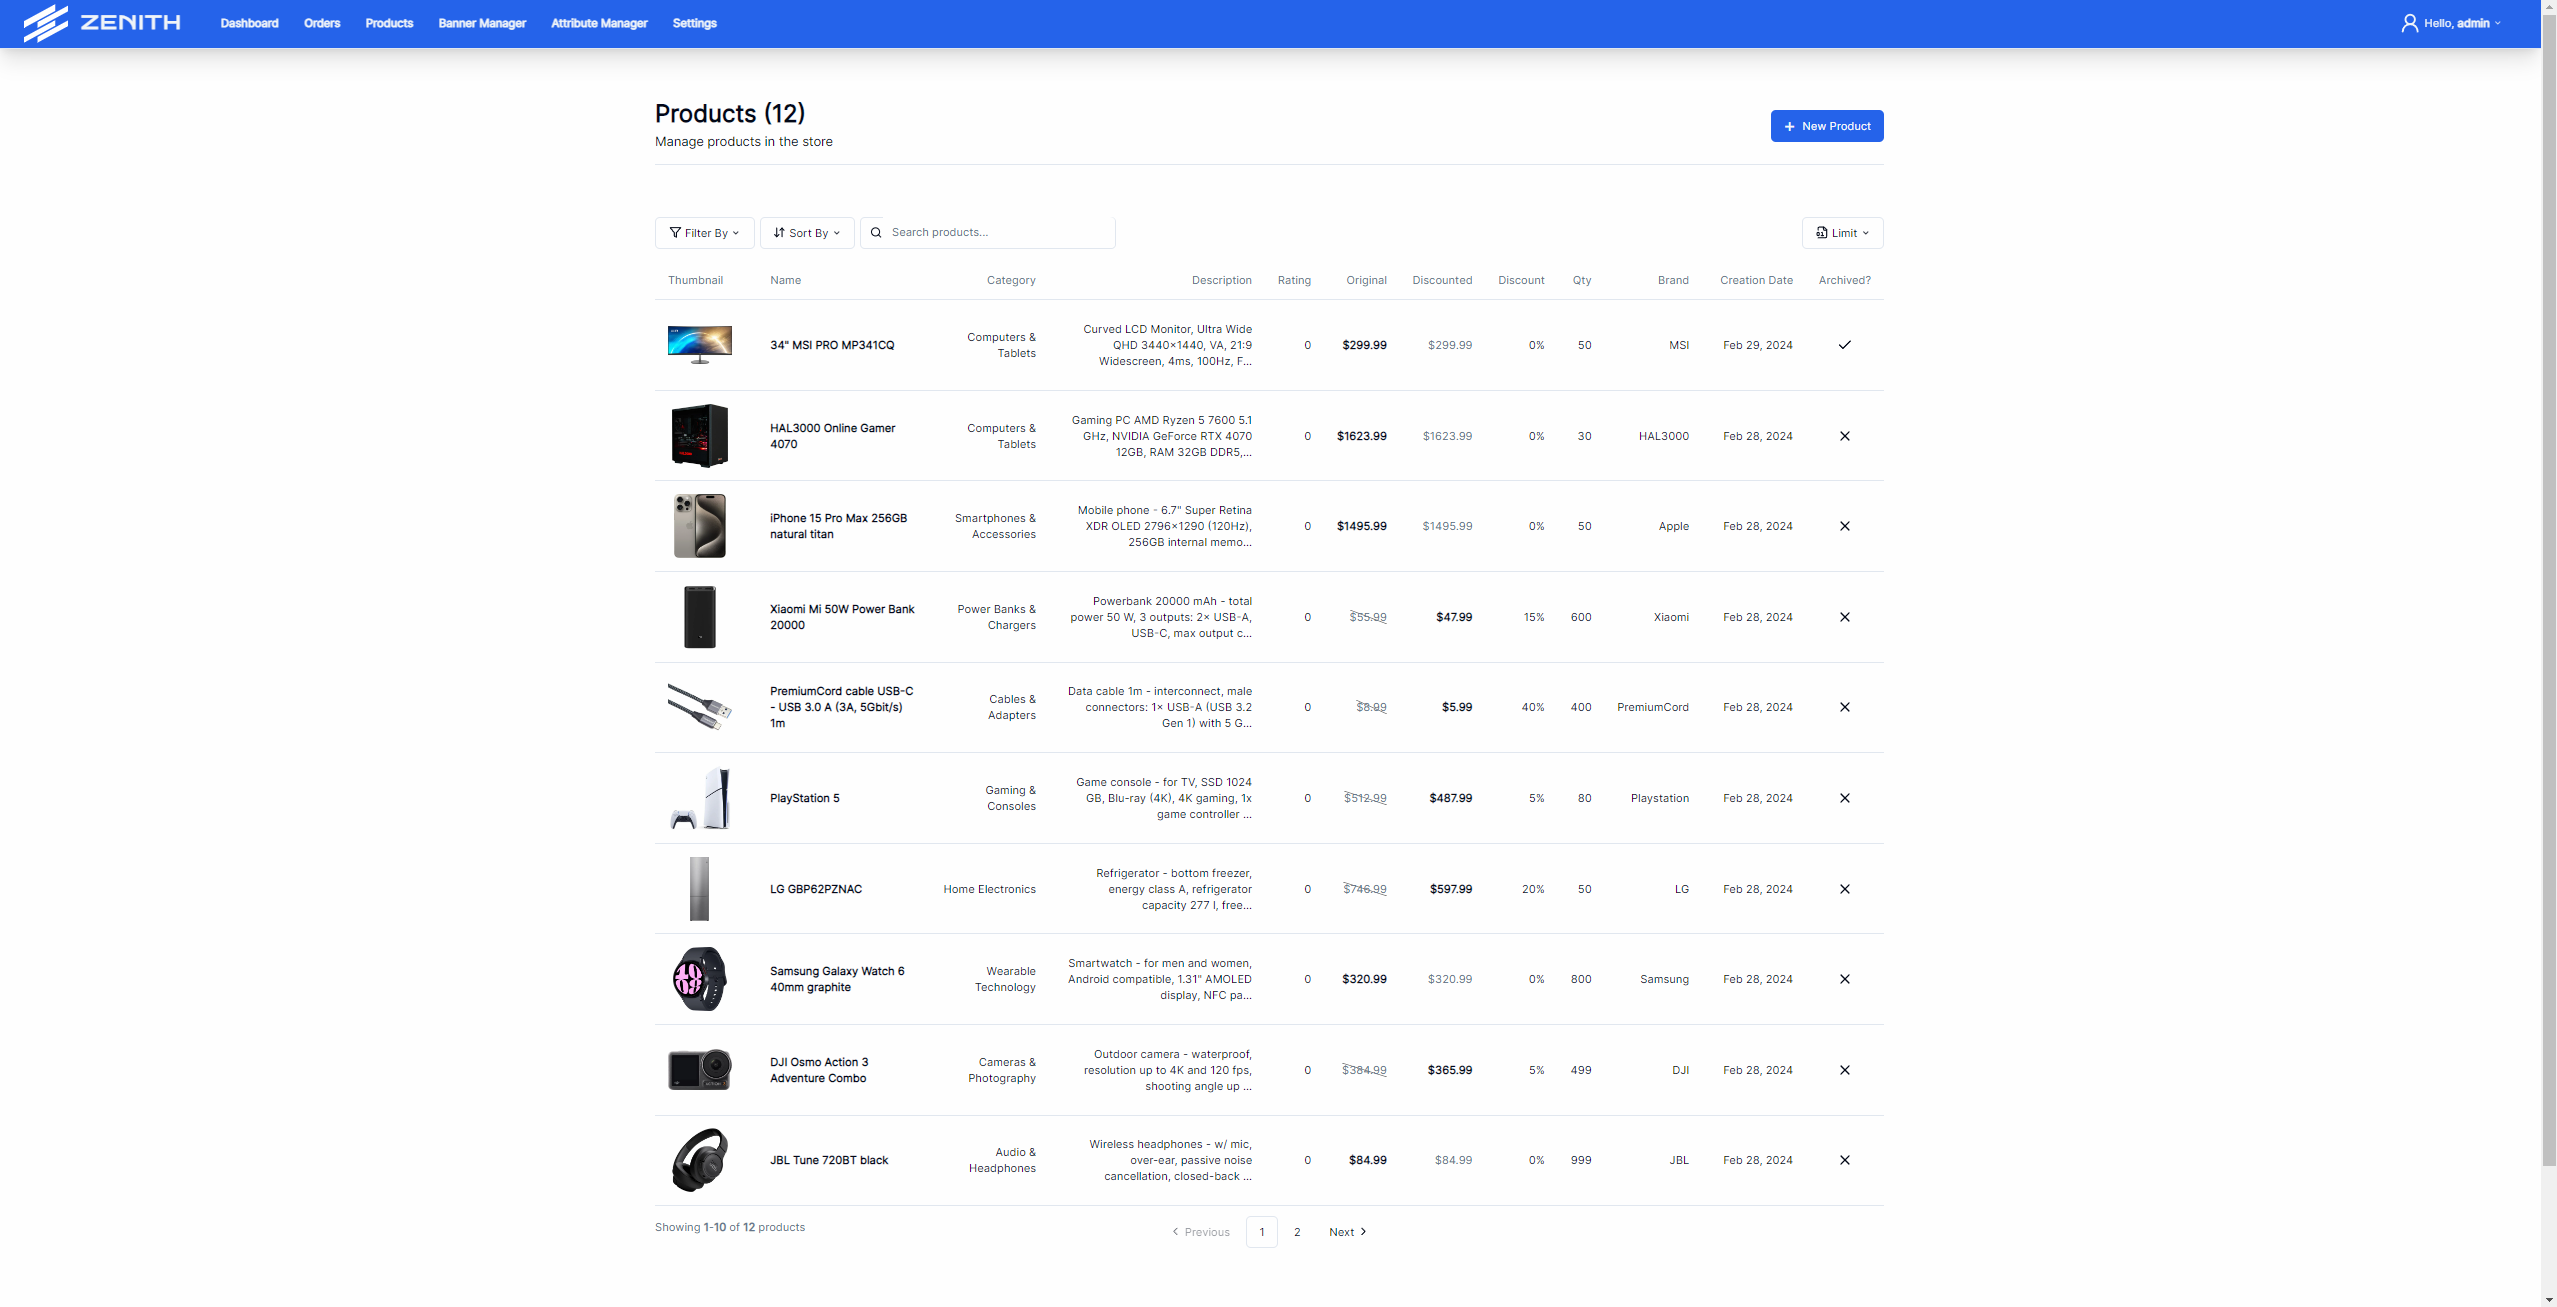 ZENITH Dashboard Orders Products Banner Manager Attribute Manager Settings Hello, admin
Products (12)
Manage products in the store
+ New Product
Filter By Sort By Search products... Limit
Thumbnail Name Category Description Rating Original Discounted Discount Qty Brand Creation Date Archived?
34" MSI PRO MP341CQ
Computers &
Tablets
Curved LCD Monitor, Ultra Wide
QHD 3440×1440, VA, 21:9
Widescreen, 4ms, 100Hz, F...
0 $299.99 $299.99 0% 50 MSI Feb 29, 2024
HAL3000 Online Gamer
4070
Computers &
Tablets
Gaming PC AMD Ryzen 5 7600 5.1
GHz, NVIDIA GeForce RTX 4070
12GB, RAM 32GB DDR5,...
0 $1623.99 $1623.99 0% 30 HAL3000 Feb 28, 2024
iPhone 15 Pro Max 256GB
natural titan
Smartphones &
Accessories
Mobile phone - 6.7" Super Retina
XDR OLED 2796×1290 (120Hz),
256GB internal memo...
0 $1495.99 $1495.99 0% 50 Apple Feb 28, 2024
Xiaomi Mi 50W Power Bank
20000
Power Banks &
Chargers
Powerbank 20000 mAh - total
power 50 W, 3 outputs: 2× USB-A,
USB-C, max output c...
0 $55.99 $47.99 15% 600 Xiaomi Feb 28, 2024
PremiumCord cable USB-C
- USB 3.0 A (3A, 5Gbit/s)
1m
Cables &
Adapters
Data cable 1m - interconnect, male
connectors: 1× USB-A (USB 3.2
Gen 1) with 5 G...
0 $8.99 $5.99 40% 400 PremiumCord Feb 28, 2024
PlayStation 5
Gaming &
Consoles
Game console - for TV, SSD 1024
GB, Blu-ray (4K), 4K gaming, 1x
game controller ...
0 $512.99 $487.99 5% 80 Playstation Feb 28, 2024
LG GBP62PZNAC
Home Electronics
Refrigerator - bottom freezer,
energy class A, refrigerator
capacity 277 l, free...
0 $746.99 $597.99 20% 50 LG Feb 28, 2024
Samsung Galaxy Watch 6
40mm graphite
Wearable
Technology
Smartwatch - for men and women,
Android compatible, 1.31" AMOLED
display, NFC pa...
0 $320.99 $320.99 0% 800 Samsung Feb 28, 2024
DJI Osmo Action 3
Adventure Combo
Cameras &
Photography
Outdoor camera - waterproof,
resolution up to 4K and 120 fps,
shooting angle up ...
0 $384.99 $365.99 5% 499 DJI Feb 28, 2024
JBL Tune 720BT black
Audio &
Headphones
Wireless headphones - w/ mic,
over-ear, passive noise
cancellation, closed-back ...
0 $84.99 $84.99 0% 999 JBL Feb 28, 2024
Showing 1-10 of 12 products
Previous 1 2 Next